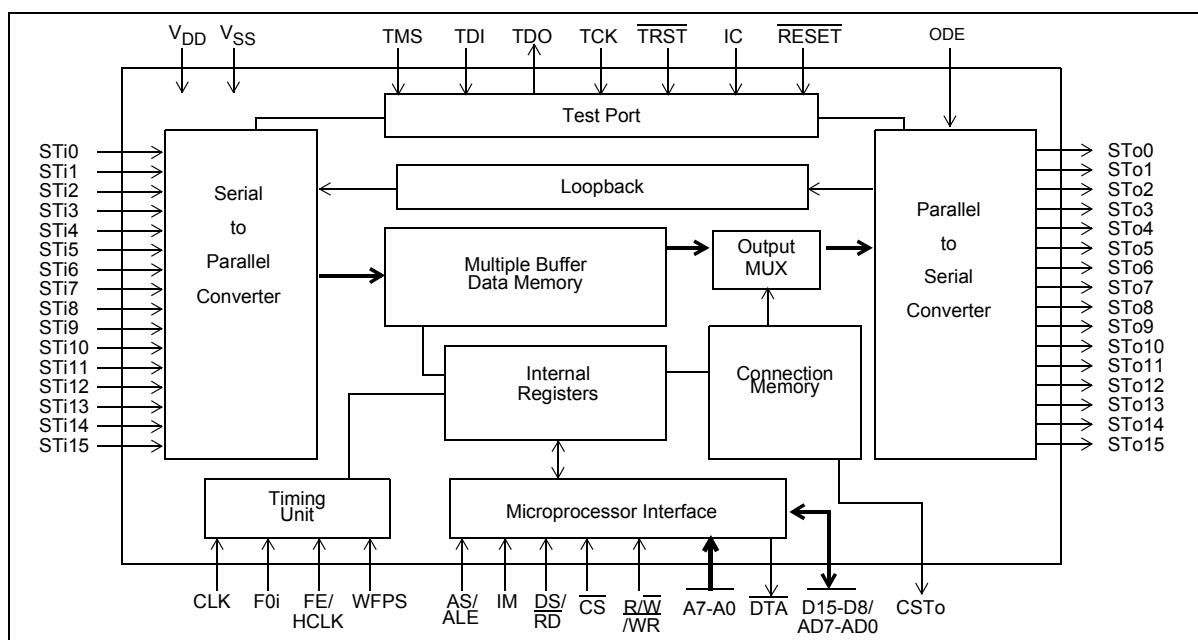 VDD VSS TMS TDI TDO TCK TRST IC RESET ODE
Test Port
STi0
STi1
STi2
STi3
STi4
STi5
STi6
STi7
STi8
STi9
STi10
STi11
STi12
STi13
STi14
STi15
Serial
to
Parallel
Converter
Loopback
Multiple Buffer
Data Memory
Output
MUX
Internal
Registers
Connection
Memory
Parallel
to
Serial
Converter
STo0
STo1
STo2
STo3
STo4
STo5
STo6
STo7
STo8
STo9
STo10
STo11
STo12
STo13
STo14
STo15
Timing
Unit
Microprocessor Interface
CLK
F0i
FE/
HCLK
WFPS
AS/
ALE
IM
DS/
RD
CS
R/W
/WR
A7-A0
DTA
D15-D8/
AD7-AD0
CSTo